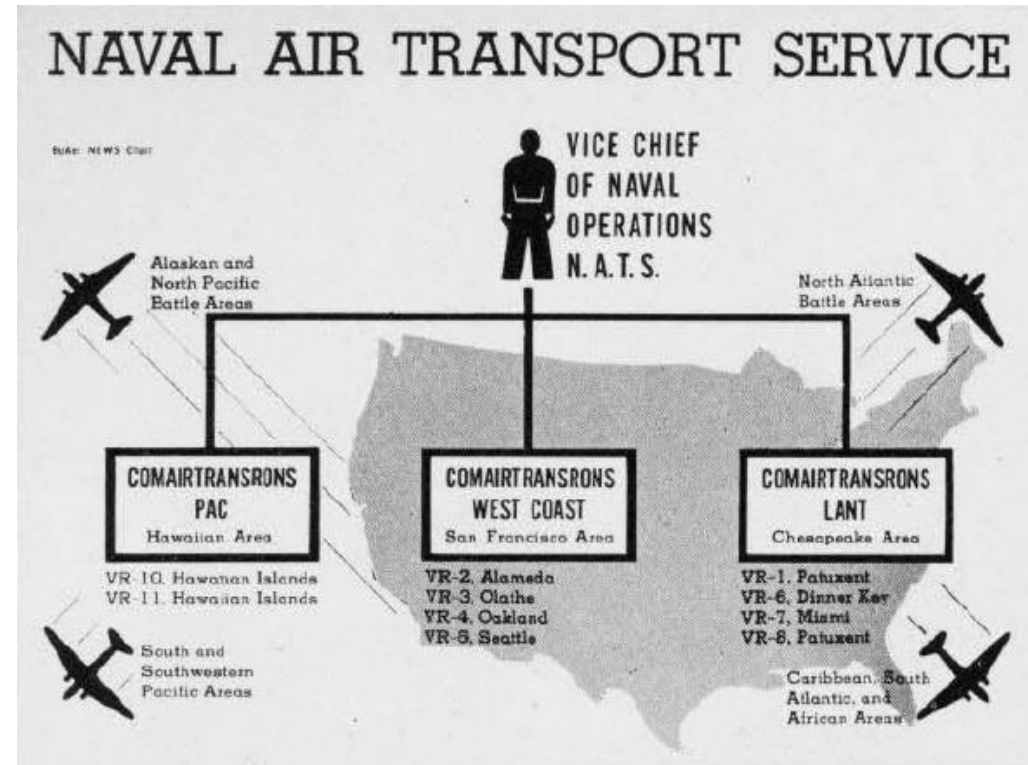 NAVAL AIR TRANSPORT SERVICE
BuAer NEWS Chart
VICE CHIEF
OF NAVAL
OPERATIONS
N. A. T. S.
Alaskan and
North Pacific
Battle Areas
North Atlantic
Battle Areas
COMAIRTRANSRONS
PAC
Hawaiian Area
VR-10, Hawaiian Islands
VR-11, Hawaiian Islands
COMAIRTRANSRONS
WEST COAST
San Francisco Area
VR-2, Alameda
VR-3, Olathe
VR-4, Oakland
VR-5, Seattle
COMAIRTRANSRONS
LANT
Chesapeake Area
VR-1, Patuxent
VR-6, Dinner Key
VR-7, Miami
VR-8, Patuxent
South and
Southwestern
Pacific Areas
Caribbean, South
Atlantic, and
African Areas